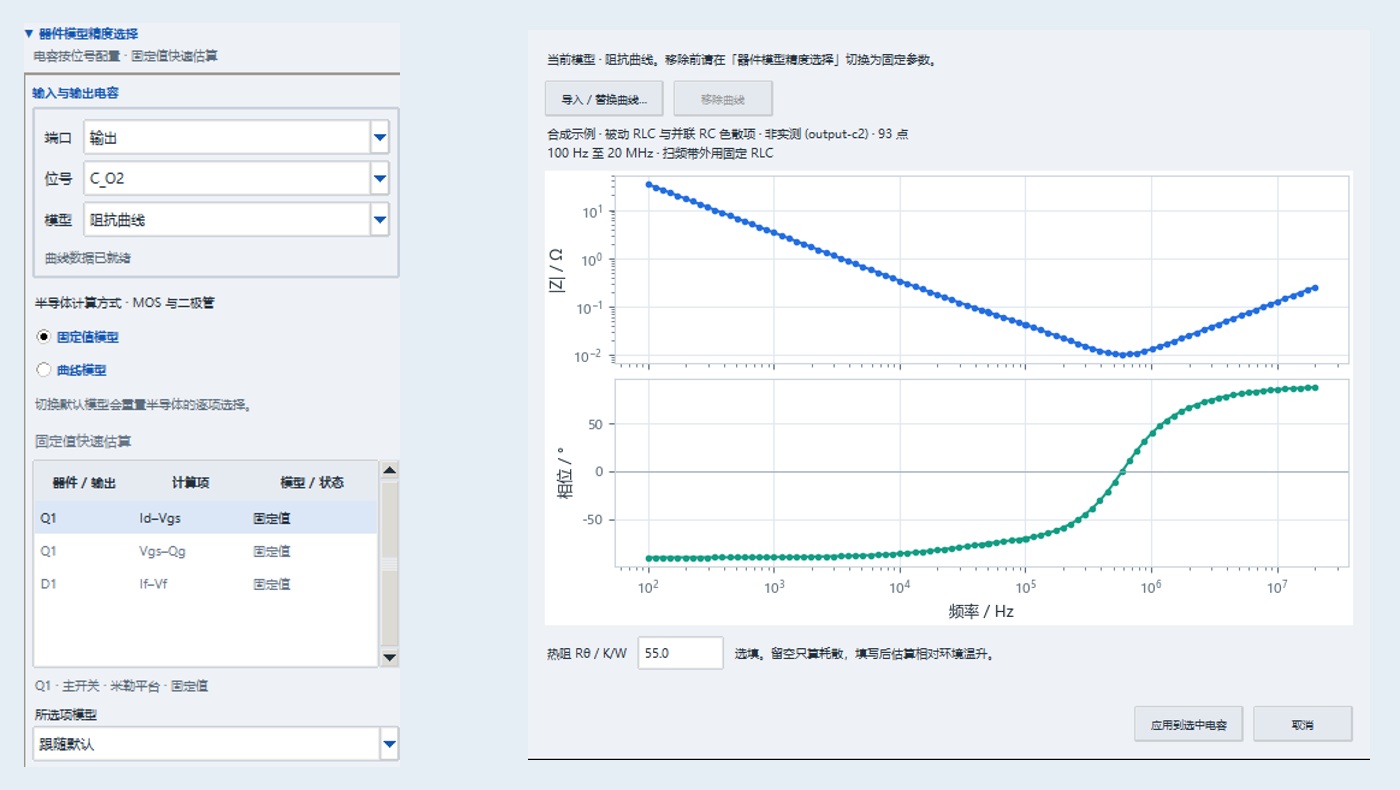 ▼ 器件模型精度选择
电容按位号配置 · 固定值快速估算
输入与输出电容
端口 输出
位号 C_O2
模型 阻抗曲线
曲线数据已就绪
半导体计算方式 · MOS 与二极管
固定值模型
曲线模型
切换默认模型会重置半导体的逐项选择。
固定值快速估算
器件 / 输出 计算项 模型 / 状态
Q1 Id–Vgs 固定值
Q1 Vgs–Qg 固定值
D1 If–Vf 固定值
Q1 · 主开关 · 米勒平台 · 固定值
所选项模型
跟随默认
当前模型 · 阻抗曲线。移除前请在「器件模型精度选择」切换为固定参数。
导入 / 替换曲线... 移除曲线
合成示例 · 被动 RLC 与并联 RC 色散项 · 非实测 (output-c2) · 93 点
100 Hz 至 20 MHz · 扫频带外用固定 RLC
|Z| / Ω
10¹
10⁰
10⁻¹
10⁻²
相位 / °
50
0
-50
10² 10³ 10⁴ 10⁵ 10⁶ 10⁷
频率 / Hz
热阻 Rθ / K/W 55.0 选填。留空只算耗散，填写后估算相对环境温升。
应用到选中电容 取消